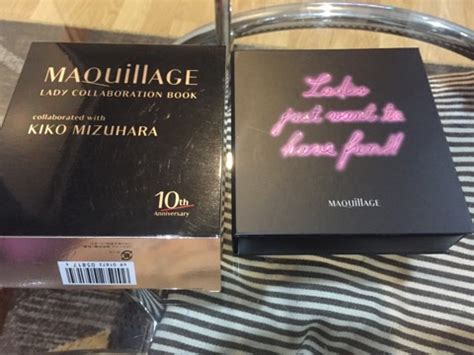 MAQuillAGE
LADY COLLABORATION BOOK
collaborated with
KIKO MIZUHARA
10th
Anniversary
Ladies
just want to
have fun!!
MAQuillAGE